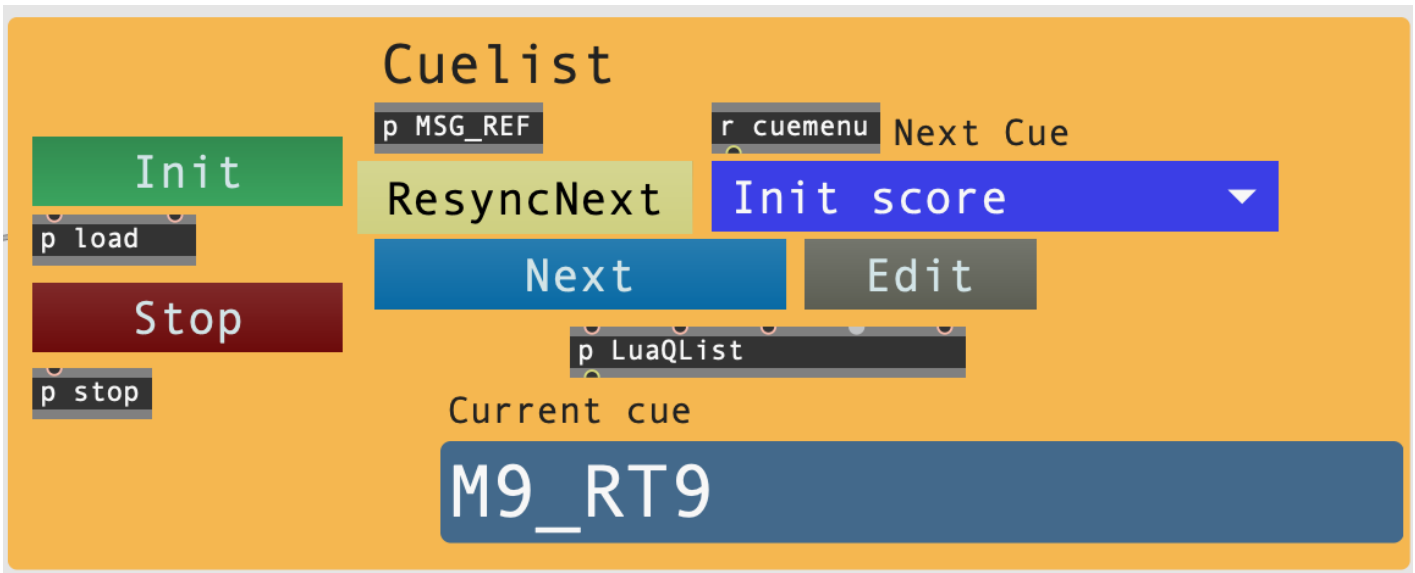 Cuelist
p MSG_REF
r cuemenu
Next Cue
Init
ResyncNext
Init score
p load
Next
Edit
Stop
p LuaQList
p stop
Current cue
M9_RT9